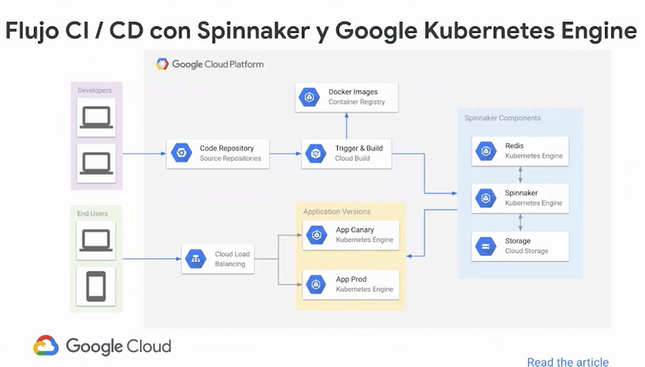 Flujo CI / CD con Spinnaker y Google Kubernetes Engine
Google Cloud Platform
Developers
Docker Images
Container Registry
Code Repository
Source Repositories
Trigger & Build
Cloud Build
Spinnaker Components
Redis
Kubernetes Engine
Spinnaker
Kubernetes Engine
Storage
Cloud Storage
End Users
Cloud Load
Balancing
Application Versions
App Canary
Kubernetes Engine
App Prod
Kubernetes Engine
Google Cloud
Read the article